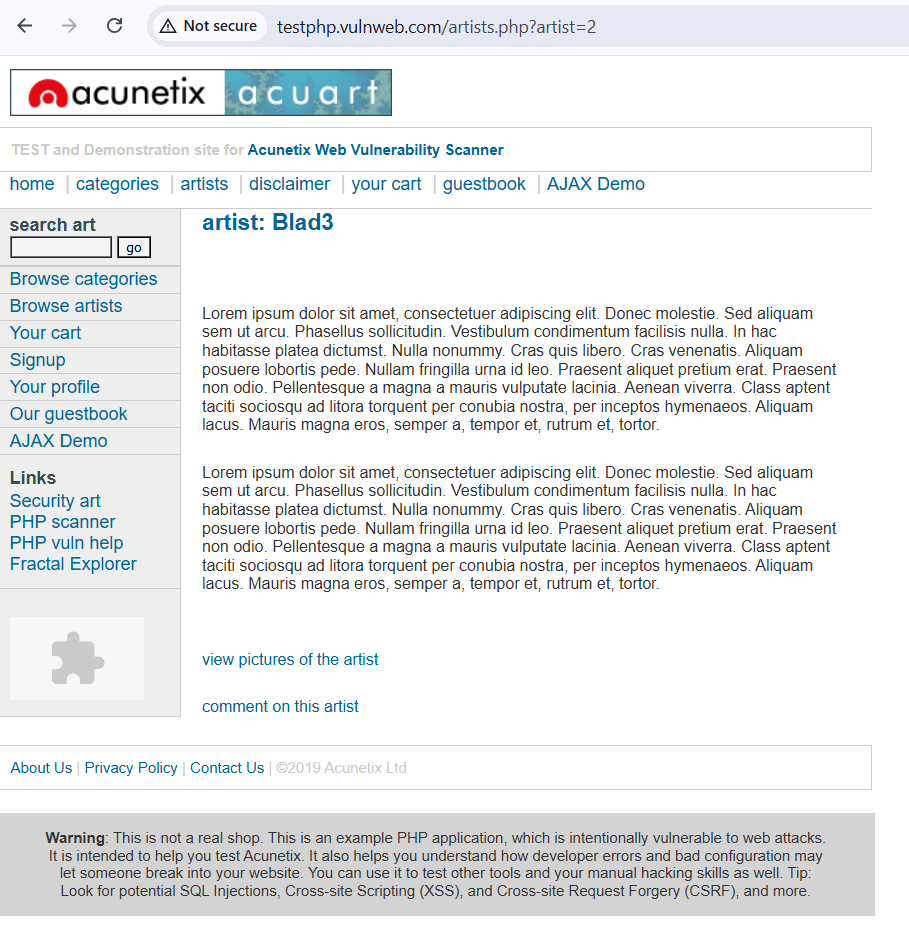 Not secure testphp.vulnweb.com/artists.php?artist=2
acunetix acuart
TEST and Demonstration site for Acunetix Web Vulnerability Scanner
home | categories | artists | disclaimer | your cart | guestbook | AJAX Demo
search art
go
Browse categories
Browse artists
Your cart
Signup
Your profile
Our guestbook
AJAX Demo
Links
Security art
PHP scanner
PHP vuln help
Fractal Explorer
artist: Blad3
Lorem ipsum dolor sit amet, consectetuer adipiscing elit. Donec molestie. Sed aliquam
sem ut arcu. Phasellus sollicitudin. Vestibulum condimentum facilisis nulla. In hac
habitasse platea dictumst. Nulla nonummy. Cras quis libero. Cras venenatis. Aliquam
posuere lobortis pede. Nullam fringilla urna id leo. Praesent aliquet pretium erat. Praesent
non odio. Pellentesque a magna a mauris vulputate lacinia. Aenean viverra. Class aptent
taciti sociosqu ad litora torquent per conubia nostra, per inceptos hymenaeos. Aliquam
lacus. Mauris magna eros, semper a, tempor et, rutrum et, tortor.
Lorem ipsum dolor sit amet, consectetuer adipiscing elit. Donec molestie. Sed aliquam
sem ut arcu. Phasellus sollicitudin. Vestibulum condimentum facilisis nulla. In hac
habitasse platea dictumst. Nulla nonummy. Cras quis libero. Cras venenatis. Aliquam
posuere lobortis pede. Nullam fringilla urna id leo. Praesent aliquet pretium erat. Praesent
non odio. Pellentesque a magna a mauris vulputate lacinia. Aenean viverra. Class aptent
taciti sociosqu ad litora torquent per conubia nostra, per inceptos hymenaeos. Aliquam
lacus. Mauris magna eros, semper a, tempor et, rutrum et, tortor.
view pictures of the artist
comment on this artist
About Us | Privacy Policy | Contact Us | ©2019 Acunetix Ltd
Warning: This is not a real shop. This is an example PHP application, which is intentionally vulnerable to web attacks.
It is intended to help you test Acunetix. It also helps you understand how developer errors and bad configuration may
let someone break into your website. You can use it to test other tools and your manual hacking skills as well. Tip:
Look for potential SQL Injections, Cross-site Scripting (XSS), and Cross-site Request Forgery (CSRF), and more.